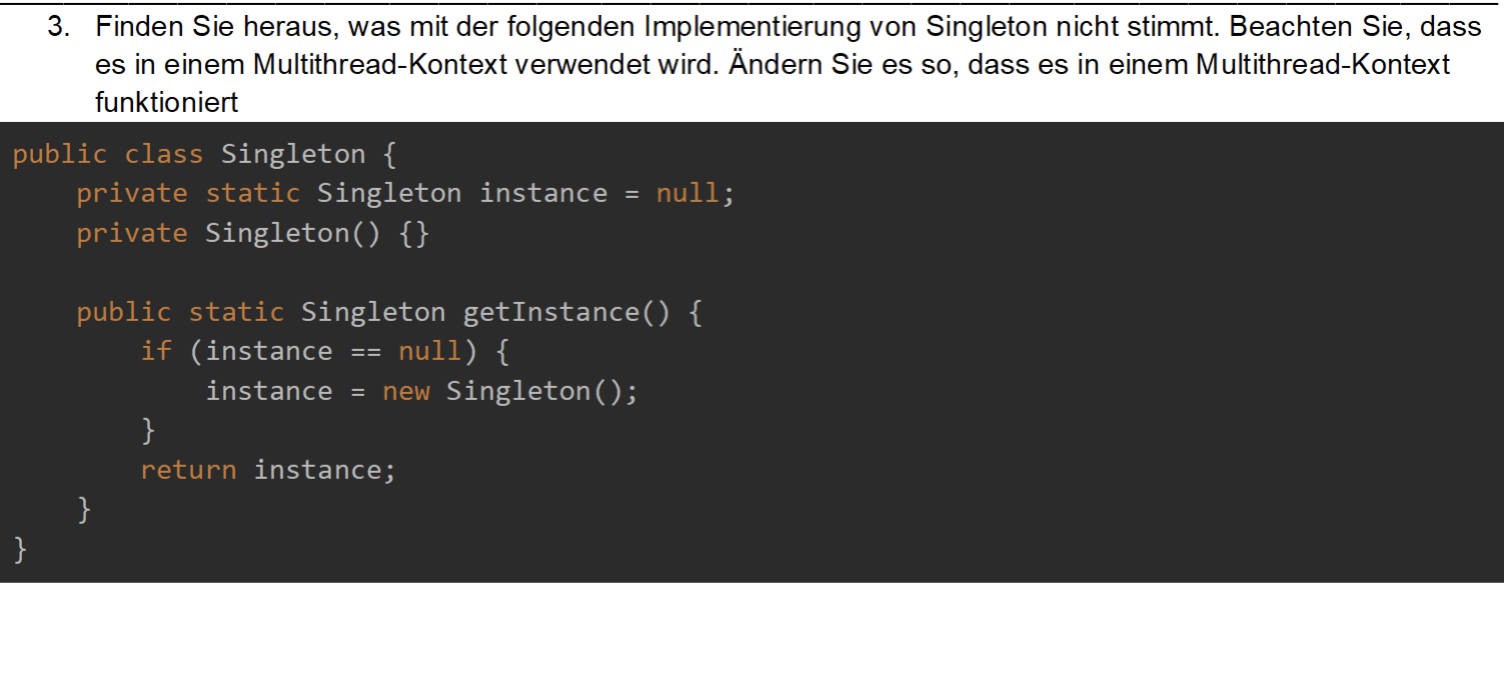 3. Finden Sie heraus, was mit der folgenden Implementierung von Singleton nicht stimmt. Beachten Sie, dass
es in einem Multithread-Kontext verwendet wird. Ändern Sie es so, dass es in einem Multithread-Kontext
funktioniert
public class Singleton {
    private static Singleton instance = null;
    private Singleton() {}
    public static Singleton getInstance() {
        if (instance == null) {
            instance = new Singleton();
        }
        return instance;
    }
}